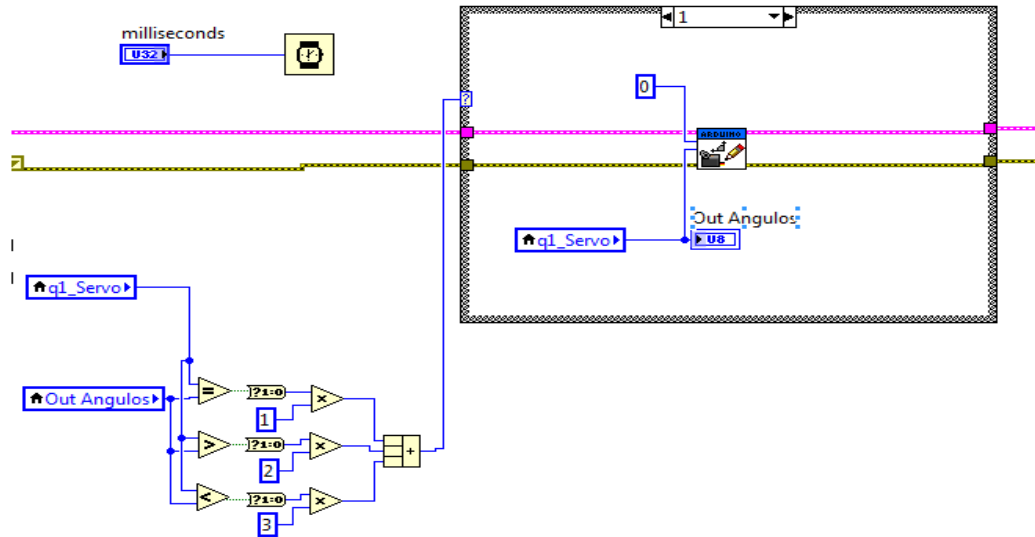 milliseconds
U32
1
?
0
ARDUINO
q1_Servo
Out Angulos
U8
q1_Servo
Out Angulos
=
?1:0
x
1
>
?1:0
x
2
+
<
?1:0
x
3